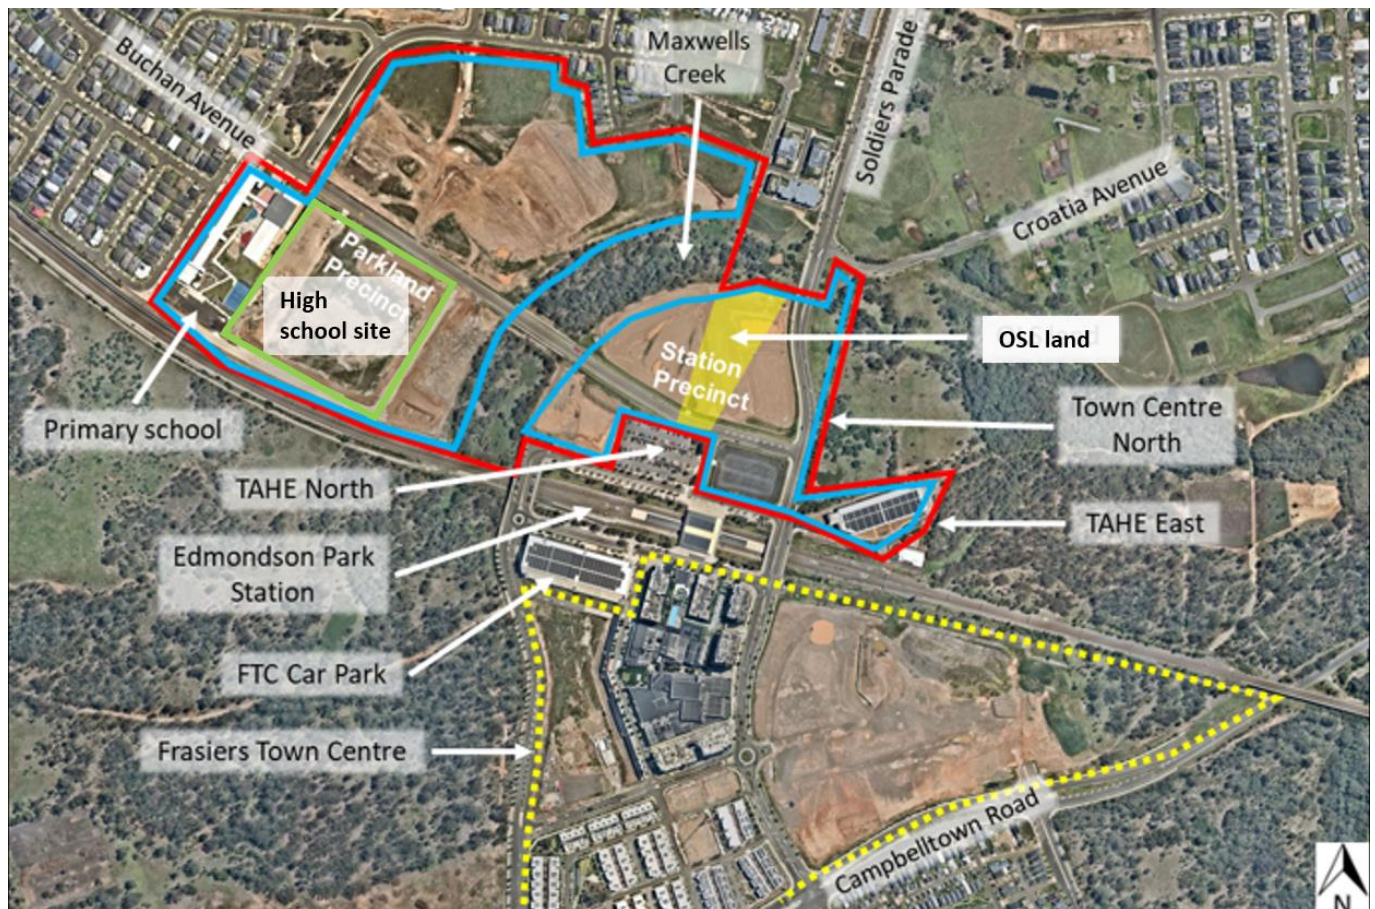 Maxwells
Creek
Buchan Avenue
Soldiers Parade
Croatia Avenue
Parkland
Precinct
High
school site
Station
Precinct
OSL land
Primary school
Town Centre
North
TAHE North
TAHE East
Edmondson Park
Station
FTC Car Park
Frasiers Town Centre
Campbelltown Road
N